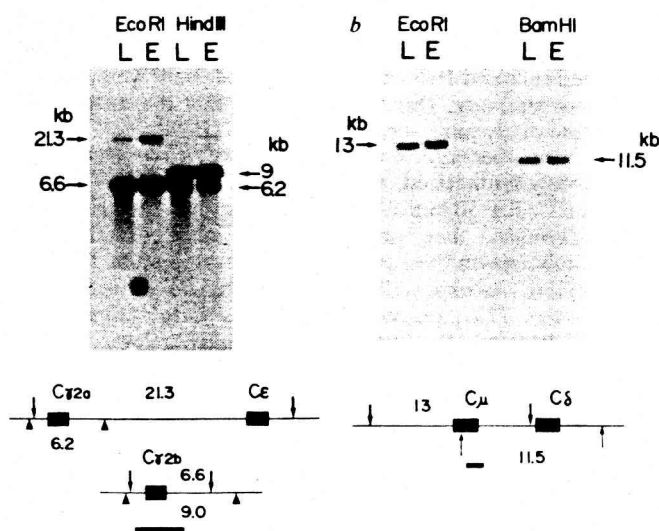 EcoRI HindIII
L E L E
kb
21.3
6.6
kb
9
6.2
b EcoRI BamHI
L E L E
kb
13
kb
11.5
Cγ2a 21.3 Cε
6.2
Cγ2b
6.6
9.0
13 Cμ Cδ
11.5